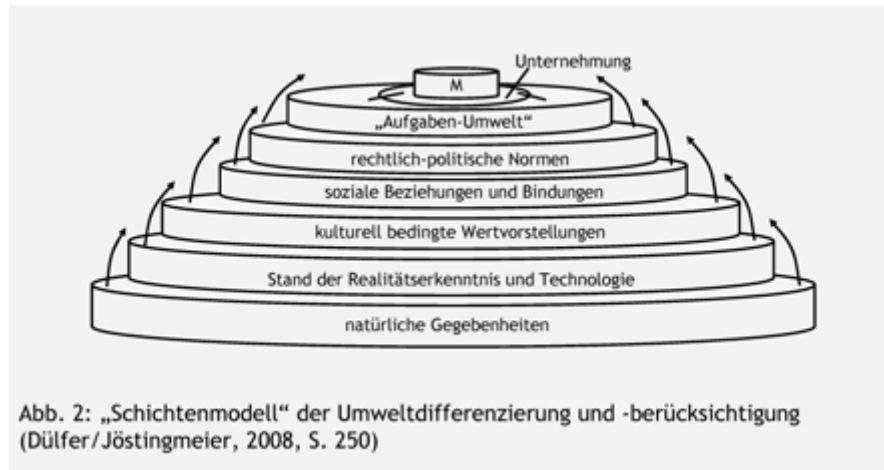 Unternehmung
M
„Aufgaben-Umwelt“
rechtlich-politische Normen
soziale Beziehungen und Bindungen
kulturell bedingte Wertvorstellungen
Stand der Realitätserkenntnis und Technologie
natürliche Gegebenheiten
Abb. 2: „Schichtenmodell“ der Umweltdifferenzierung und -berücksichtigung
(Dülfer/Jöstingmeier, 2008, S. 250)